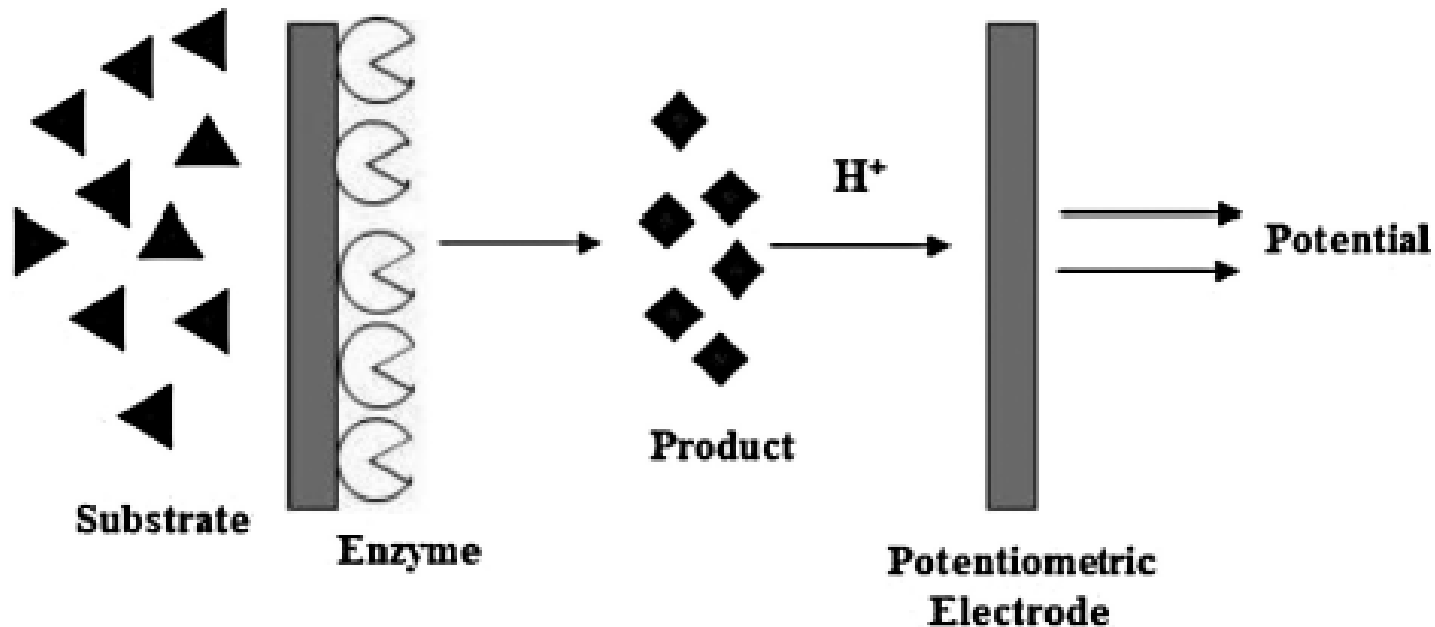 Substrate
Enzyme
Product
H⁺
Potentiometric
Electrode
Potential